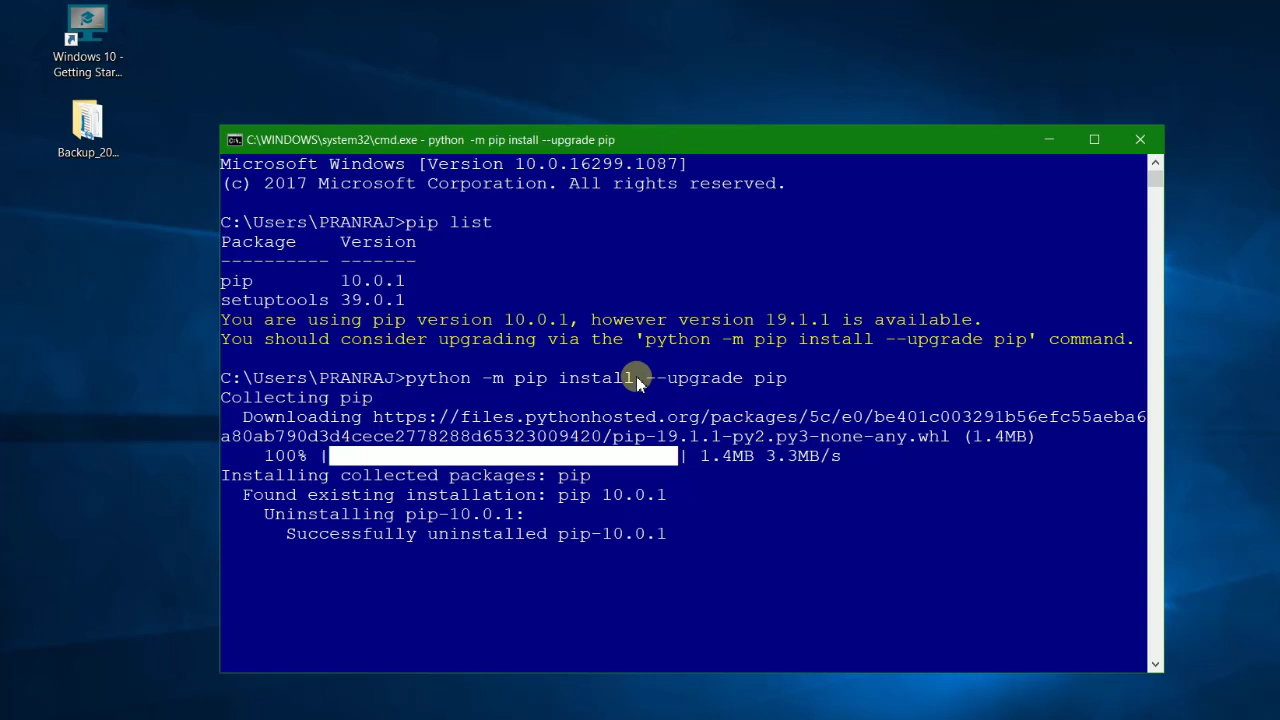 Windows 10 -
Getting Star...
Backup_20...
C:\WINDOWS\system32\cmd.exe - python  -m pip install --upgrade pip
Microsoft Windows [Version 10.0.16299.1087]
(c) 2017 Microsoft Corporation. All rights reserved.
C:\Users\PRANRAJ>pip list
Package    Version
---------- -------
pip        10.0.1
setuptools 39.0.1
You are using pip version 10.0.1, however version 19.1.1 is available.
You should consider upgrading via the 'python -m pip install --upgrade pip' command.
C:\Users\PRANRAJ>python -m pip install --upgrade pip
Collecting pip
  Downloading https://files.pythonhosted.org/packages/5c/e0/be401c003291b56efc55aeba6
a80ab790d3d4cece2778288d65323009420/pip-19.1.1-py2.py3-none-any.whl (1.4MB)
    100% |                                | 1.4MB 3.3MB/s
Installing collected packages: pip
  Found existing installation: pip 10.0.1
    Uninstalling pip-10.0.1:
      Successfully uninstalled pip-10.0.1